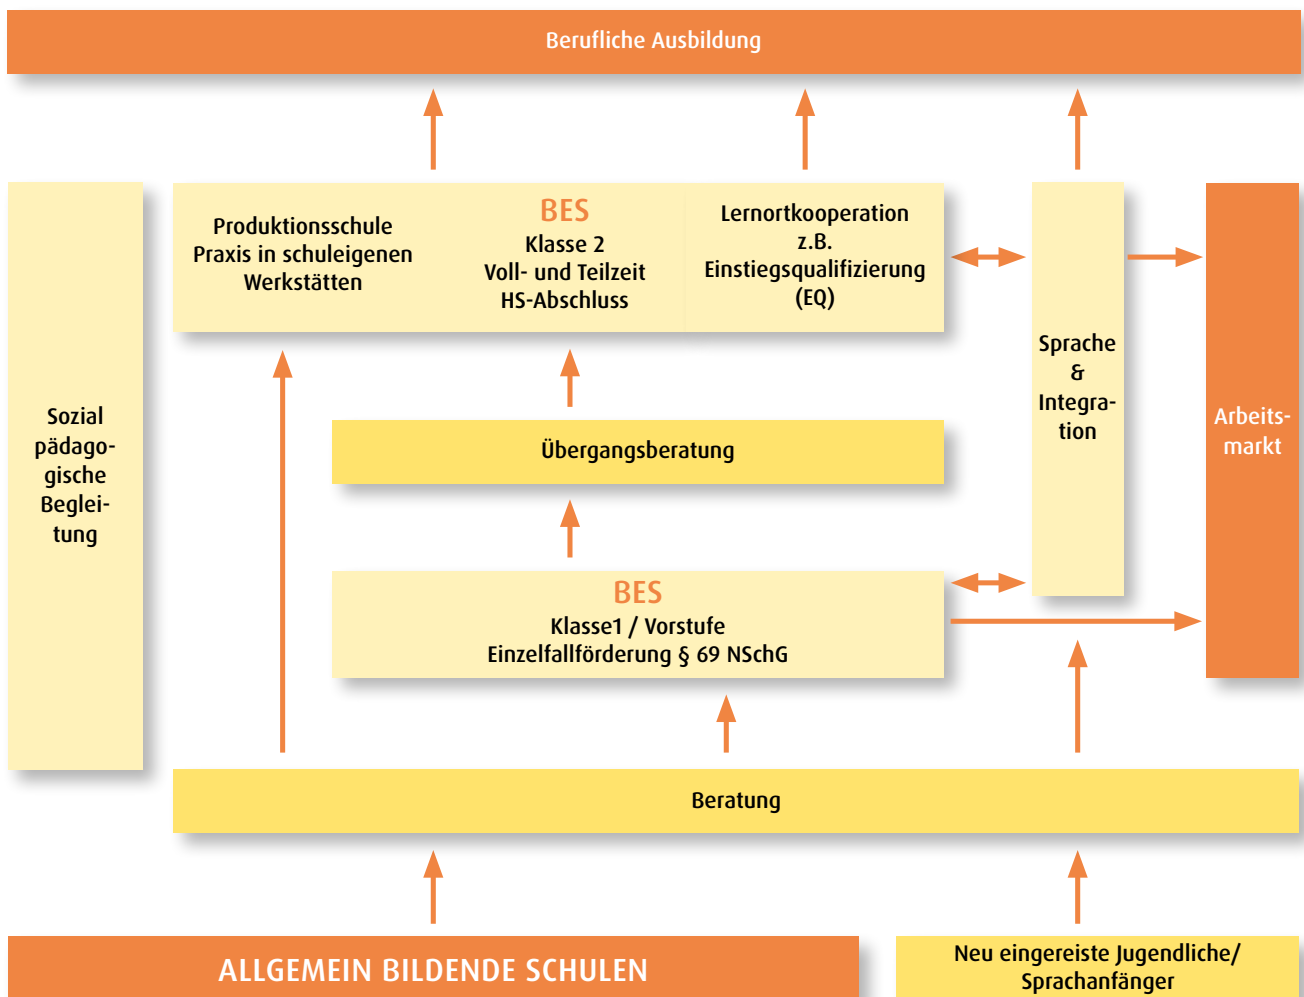 Berufliche Ausbildung
Produktionsschule
Praxis in schuleigenen
Werkstätten
BES
Klasse 2
Voll- und Teilzeit
HS-Abschluss
Lernortkooperation
z.B.
Einstiegsqualifizierung
(EQ)
Sprache
&
Integra-
tion
Arbeits-
markt
Sozial
pädago-
gische
Beglei-
tung
Übergangsberatung
BES
Klasse1 / Vorstufe
Einzelfallförderung § 69 NSchG
Beratung
ALLGEMEIN BILDENDE SCHULEN
Neu eingereiste Jugendliche/
Sprachanfänger